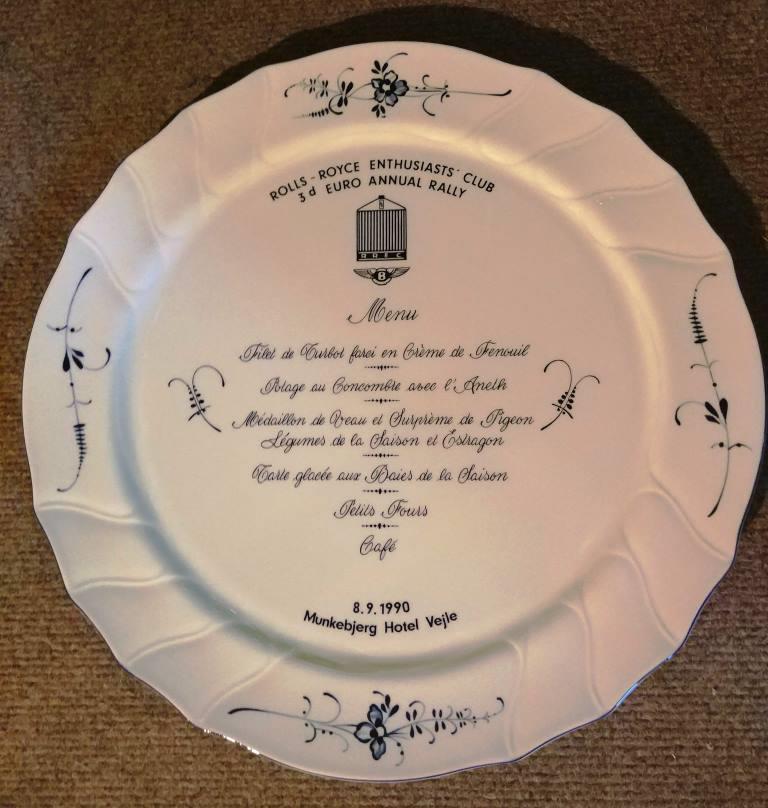 ROLLS-ROYCE ENTHUSIASTS' CLUB
3d EURO ANNUAL RALLY
RREC
B
Menu
Filet de Turbot farci en Crème de Fenouil
Potage au Concombre avec l'Aneth
Médaillon de Veau et Surprème de Pigeon
Légumes de la Saison et Estragon
Tarte glacée aux Baies de la Saison
Petits Fours
Café
8.9.1990
Munkebjerg Hotel Vejle